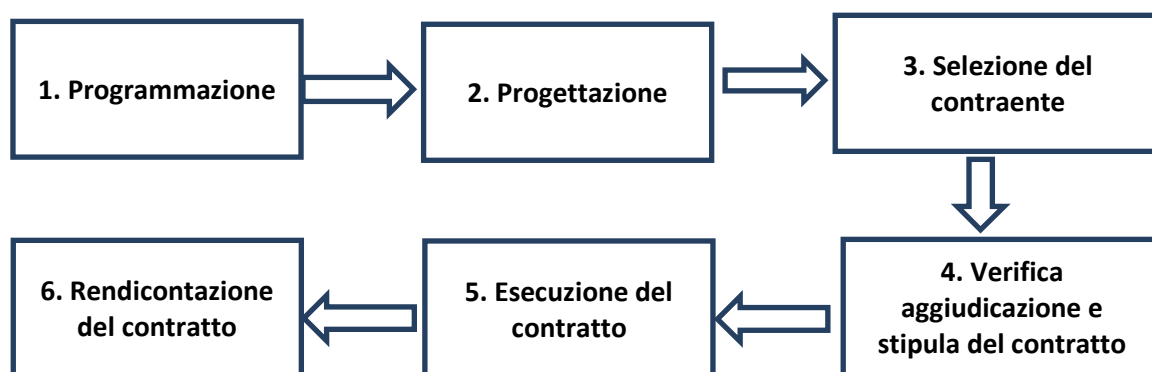 1. Programmazione
2. Progettazione
3. Selezione del
contraente
4. Verifica
aggiudicazione e
stipula del contratto
5. Esecuzione del
contratto
6. Rendicontazione
del contratto